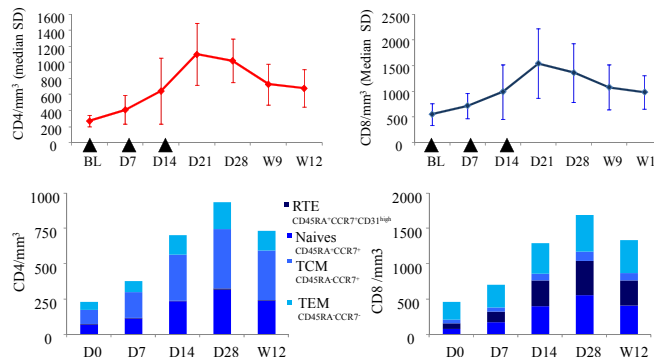 CD4/mm³ (median SD)
1600
1400
1200
1000
800
600
400
200
0
BL D7 D14 D21 D28 W9 W12
CD8/mm³ (Median SD)
2500
2000
1500
1000
500
0
BL D7 D14 D21 D28 W9 W1
CD4/mm³
1000
750
500
250
0
D0 D7 D14 D28 W12
RTE
CD45RA⁺CCR7⁺CD31ʰⁱᵍʰ
Naives
CD45RA⁺CCR7⁺
TCM
CD45RA⁻CCR7⁺
TEM
CD45RA⁻CCR7⁻
CD8 /mm3
2000
1500
1000
500
0
D0 D7 D14 D28 W12